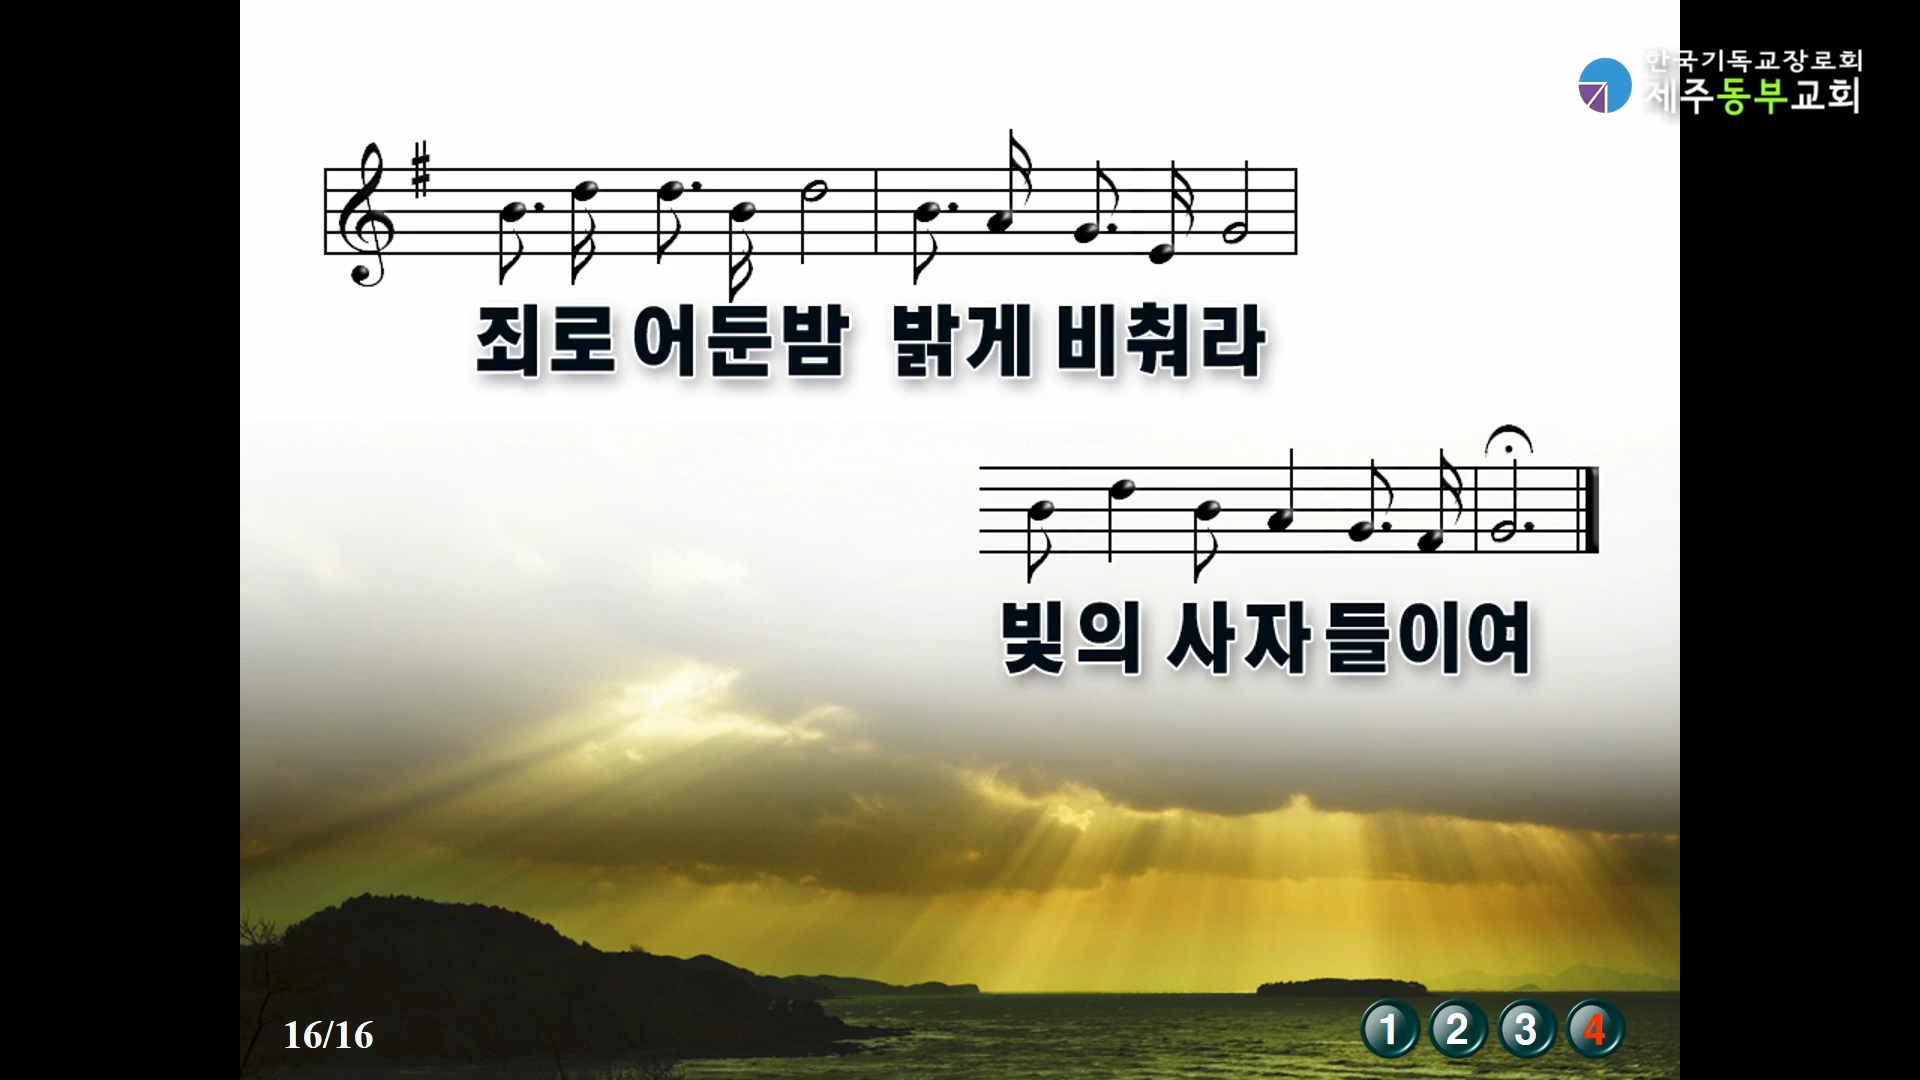 한국기독교장로회
제주동부교회
죄로 어둔밤 밝게 비춰라
빛의 사자들이여
16/16
1 2 3 4